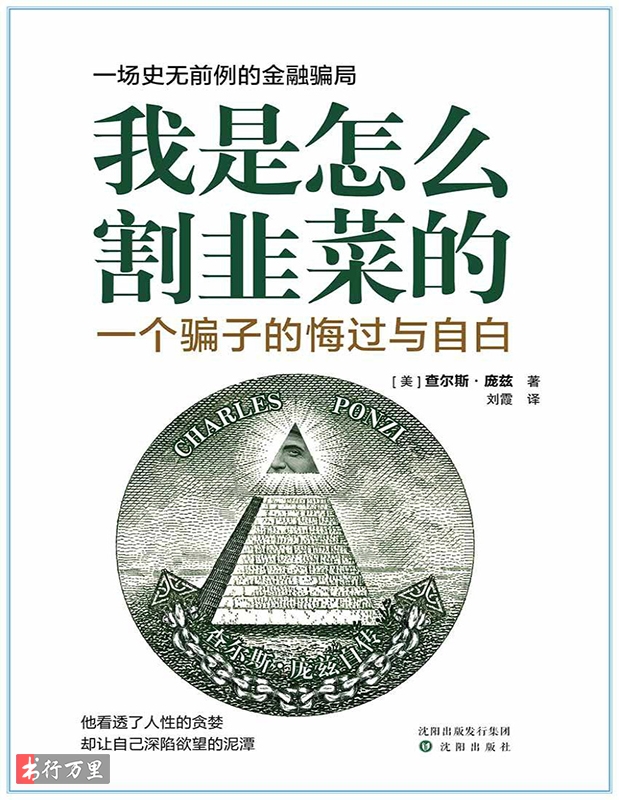 一场史无前例的金融骗局
我是怎么
割韭菜的
一个骗子的悔过与自白
［美］查尔斯·庞兹 著
刘霞 译
CHARLES PONZI
查尔斯·庞兹自传
他看透了人性的贪婪
却让自己深陷欲望的泥潭
沈阳出版发行集团
沈阳出版社
书行万里